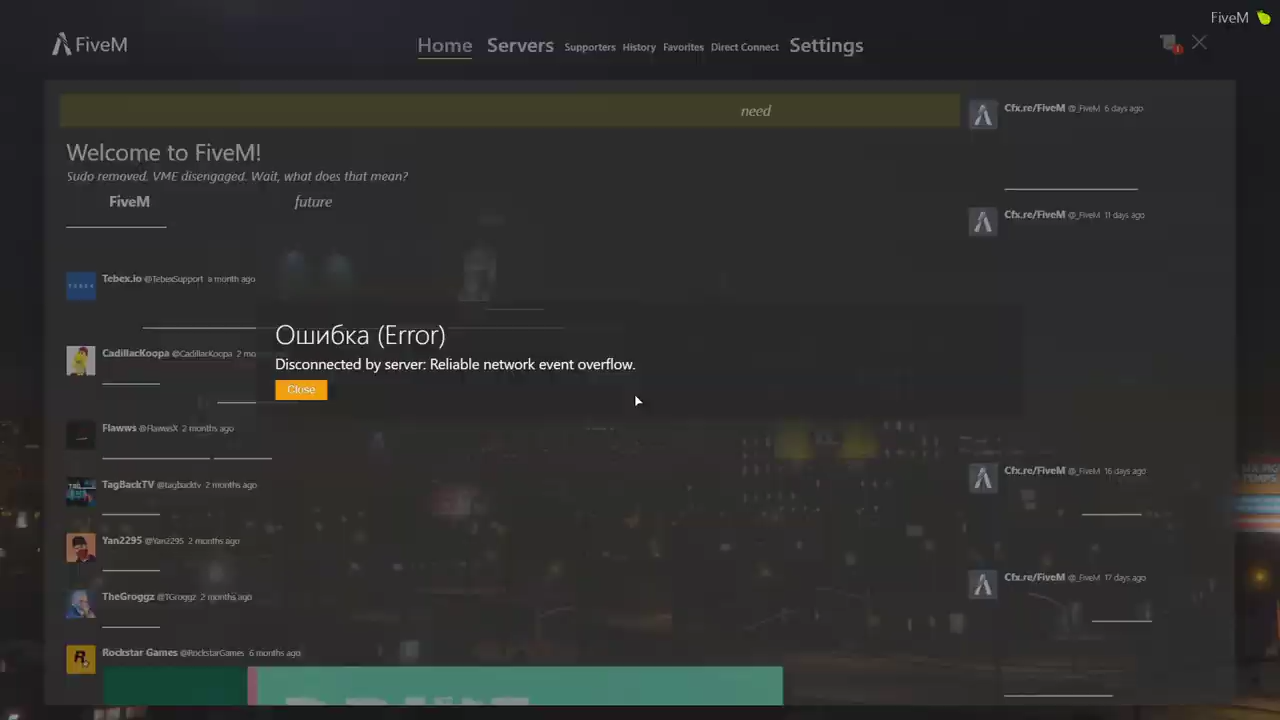 FiveM
FiveM
Home Servers Supporters History Favorites Direct Connect Settings
need
Welcome to FiveM!
Sudo removed. VME disengaged. Wait, what does that mean?
FiveM future
Tebex.io @TebexSupport a month ago
CadillacKoopa @CadillacKoopa 2 mo
Flawws @FlawwsX 2 months ago
TagBackTV @tagbacktv 2 months ago
Yan2295 @Yan2295 2 months ago
TheGroggz @TGroggz 2 months ago
Rockstar Games @RockstarGames 6 months ago
Ошибка (Error)
Disconnected by server: Reliable network event overflow.
Close
Cfx.re/FiveM @_FiveM 6 days ago
Cfx.re/FiveM @_FiveM 11 days ago
Cfx.re/FiveM @_FiveM 16 days ago
Cfx.re/FiveM @_FiveM 17 days ago